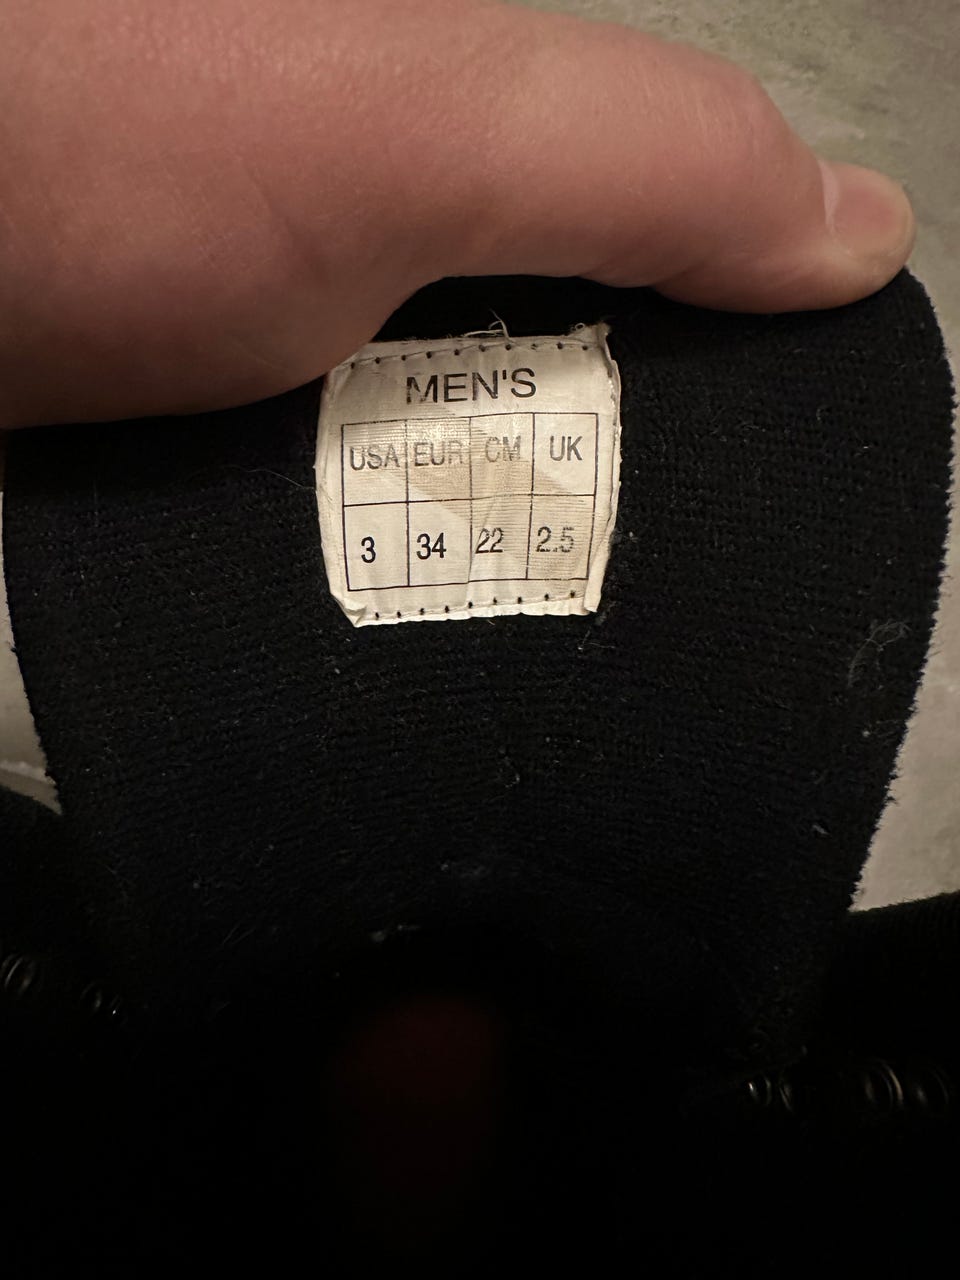 MEN'S
USA EUR CM UK
3 34 22 2.5